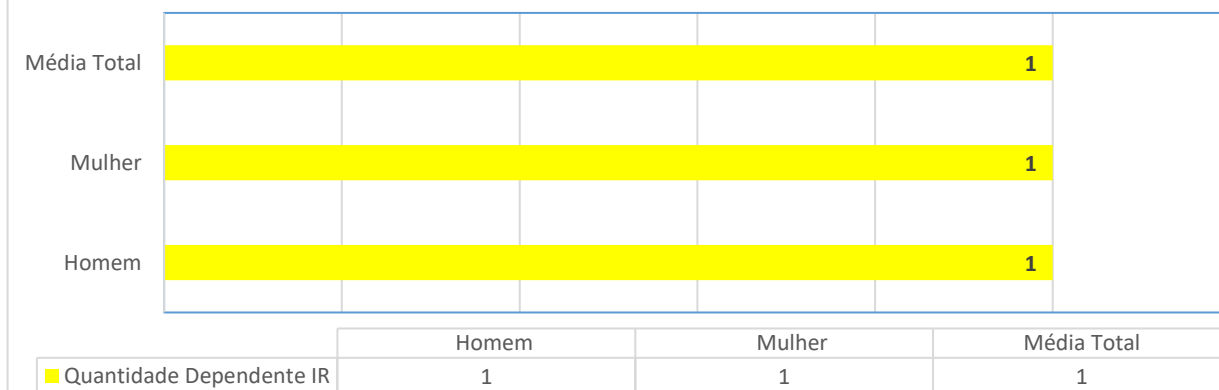 Média Total 1
Mulher 1
Homem 1
Homem Mulher Média Total
Quantidade Dependente IR 1 1 1